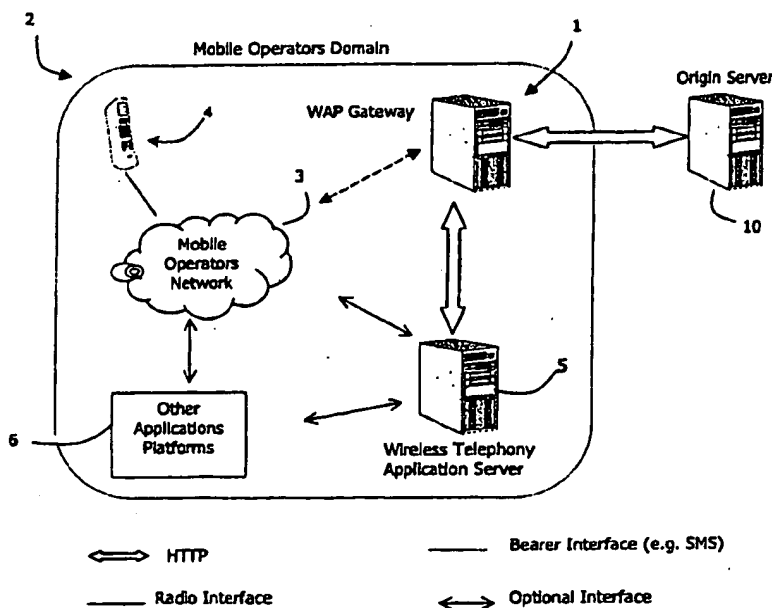 2
Mobile Operators Domain
1
WAP Gateway
Origin Server
4
3
10
Mobile
Operators
Network
5
6
Other
Applications
Platforms
Wireless Telephony
Application Server
HTTP
Bearer Interface (e.g. SMS)
Radio Interface
Optional Interface